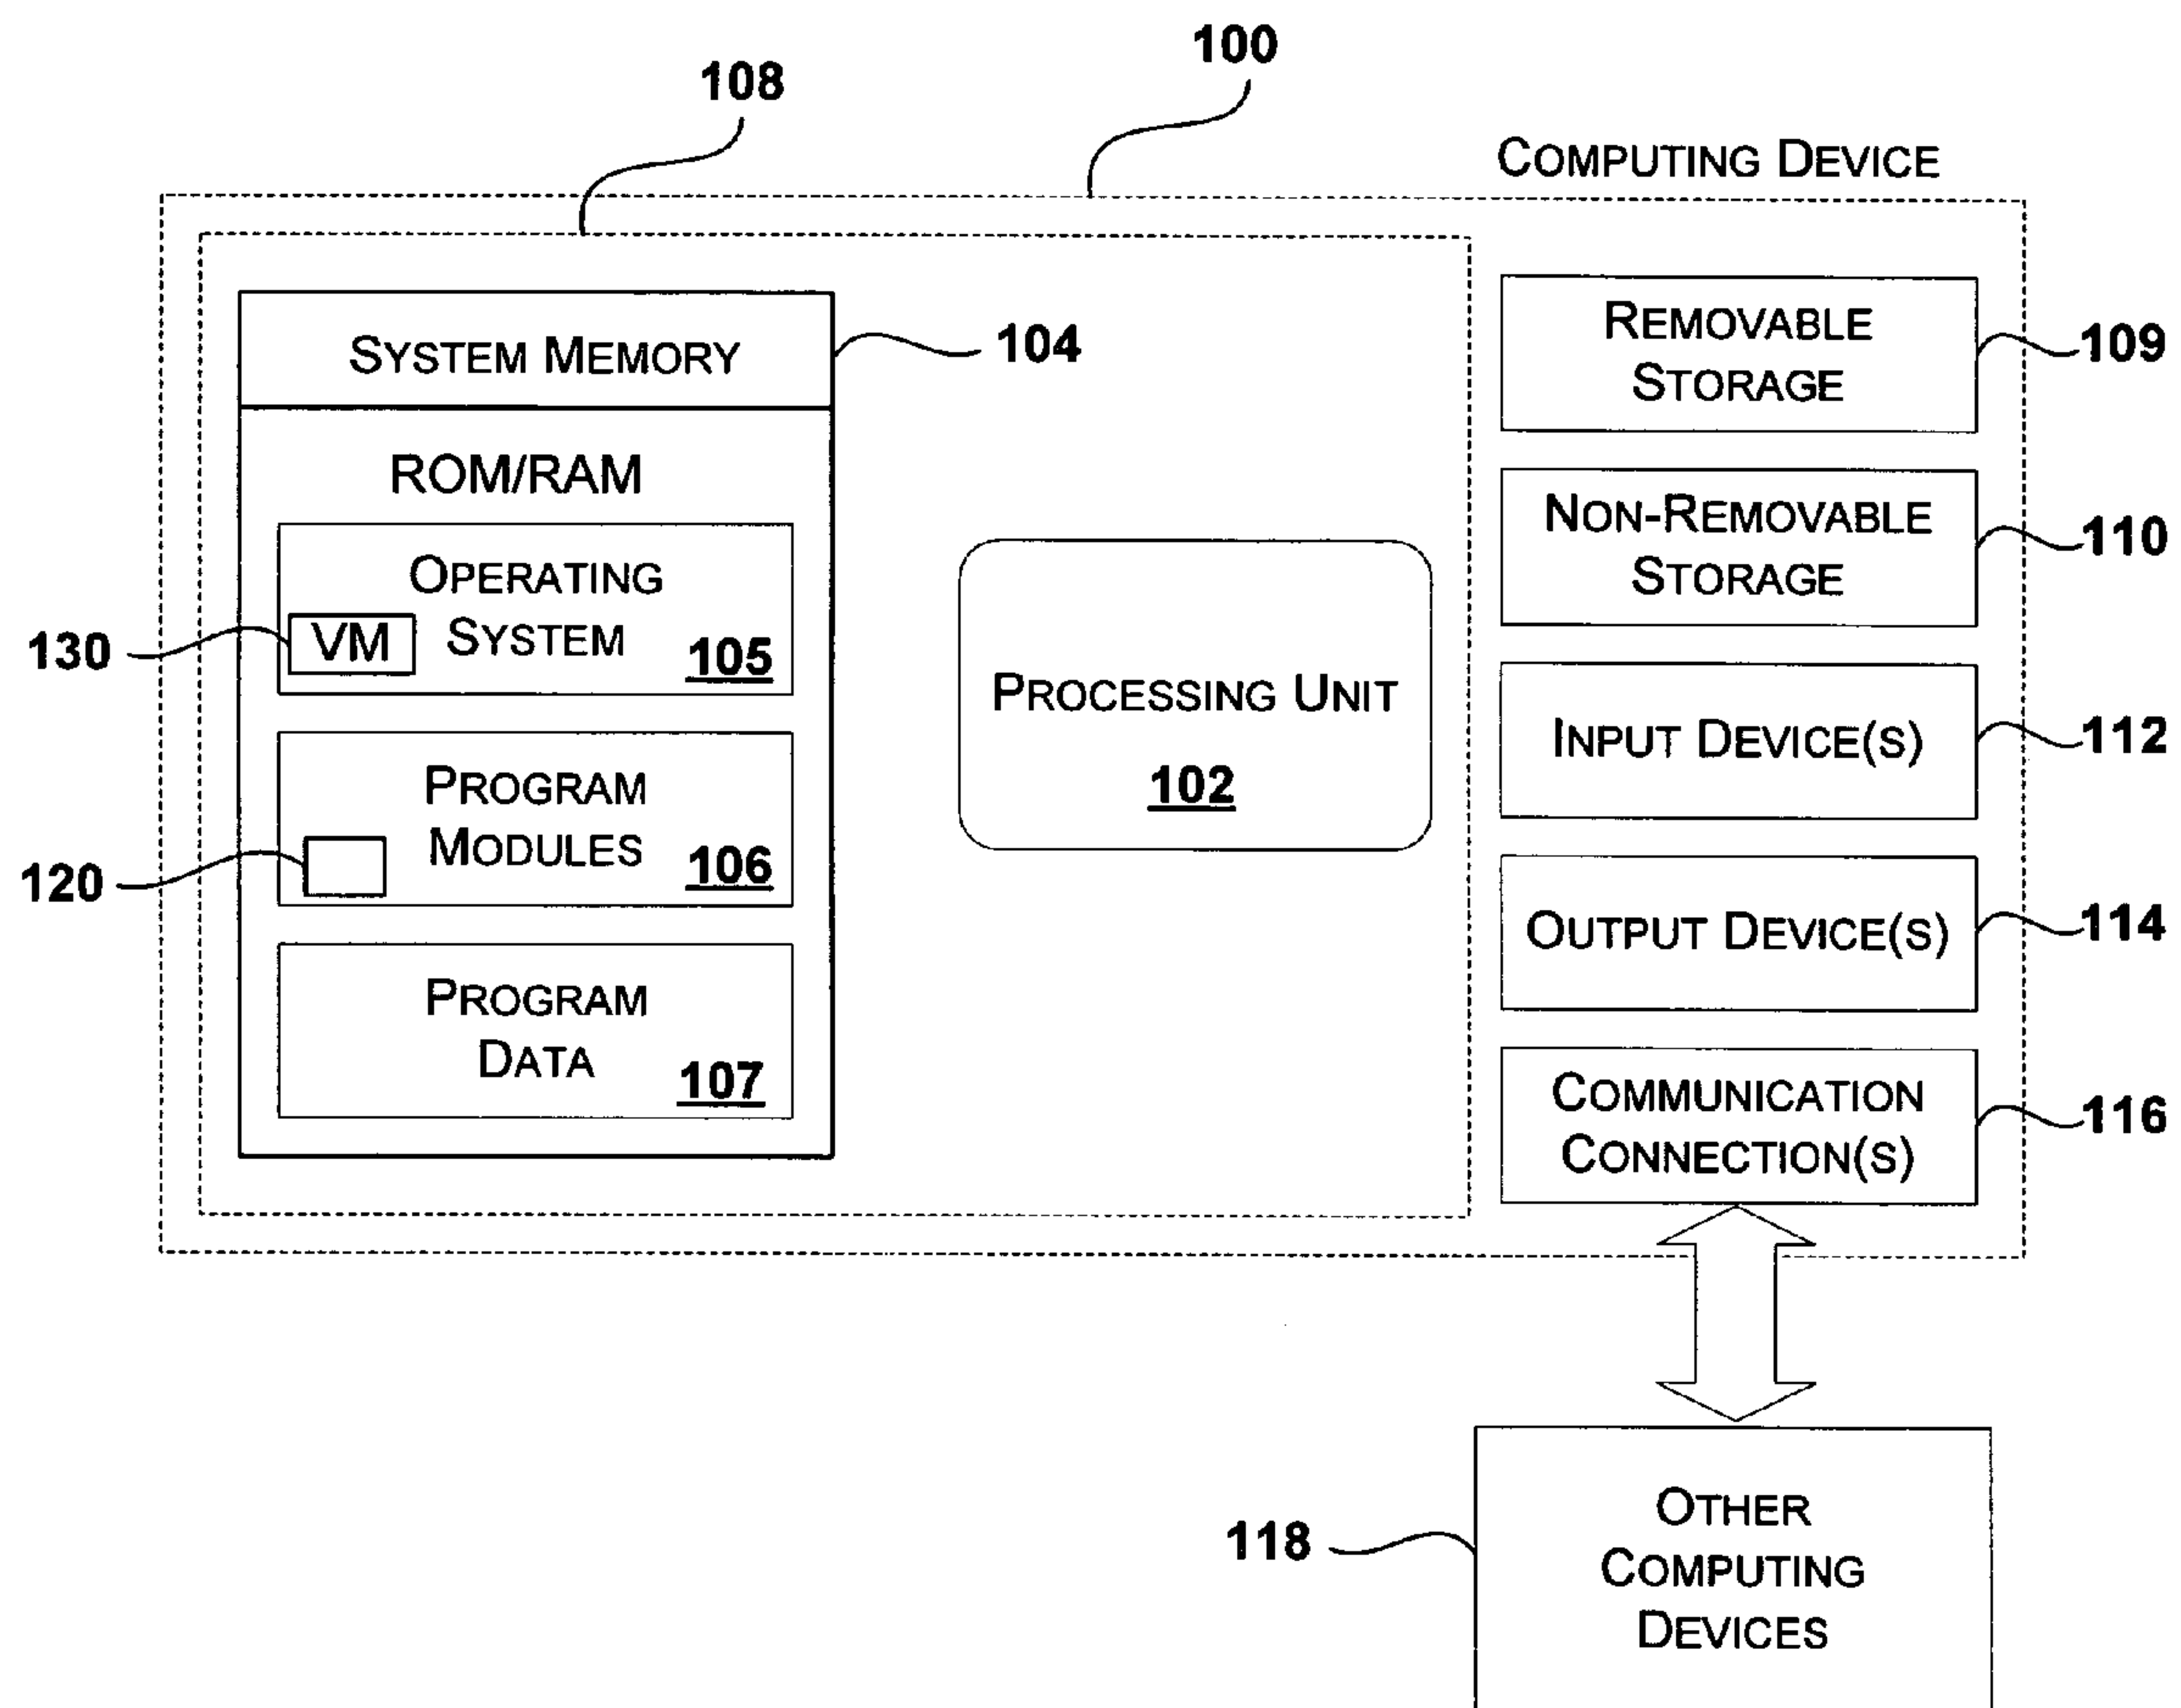 100
108
COMPUTING DEVICE
SYSTEM MEMORY
104
ROM/RAM
OPERATING
SYSTEM
105
VM
130
PROGRAM
MODULES
106
120
PROGRAM
DATA
107
PROCESSING UNIT
102
REMOVABLE
STORAGE
109
NON-REMOVABLE
STORAGE
110
INPUT DEVICE(S)
112
OUTPUT DEVICE(S)
114
COMMUNICATION
CONNECTION(S)
116
118
OTHER
COMPUTING
DEVICES